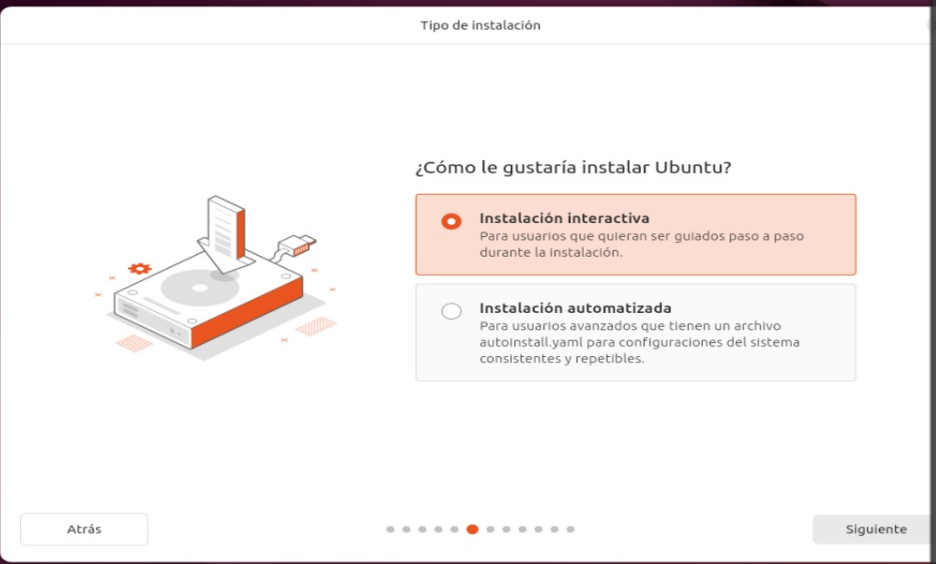 Tipo de instalación
¿Cómo le gustaría instalar Ubuntu?
Instalación interactiva
Para usuarios que quieran ser guiados paso a paso
durante la instalación.
Instalación automatizada
Para usuarios avanzados que tienen un archivo
autoinstall.yaml para configuraciones del sistema
consistentes y repetibles.
Atrás
Siguiente